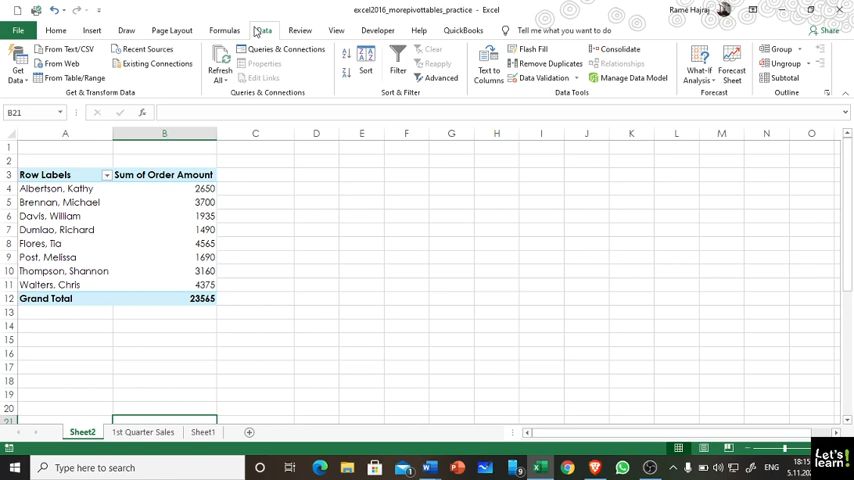 excel2016_morepivottables_practice - Excel
Ramë Hajraj
File Home Insert Draw Page Layout Formulas Data Review View Developer Help QuickBooks Tell me what you want to do Share
Get Data
From Text/CSV
From Web
From Table/Range
Recent Sources
Existing Connections
Get & Transform Data
Refresh All
Queries & Connections
Properties
Edit Links
Queries & Connections
Sort
Filter
Clear
Reapply
Advanced
Sort & Filter
Text to Columns
Flash Fill
Remove Duplicates
Data Validation
Consolidate
Relationships
Manage Data Model
Data Tools
What-If Analysis
Forecast Sheet
Forecast
Group
Ungroup
Subtotal
Outline
B21 fx
A B C D E F G H I J K L M N O
1
2
3 Row Labels Sum of Order Amount
4 Albertson, Kathy 2650
5 Brennan, Michael 3700
6 Davis, William 1935
7 Dumlao, Richard 1490
8 Flores, Tia 4565
9 Post, Melissa 1690
10 Thompson, Shannon 3160
11 Walters, Chris 4375
12 Grand Total 23565
13
14
15
16
17
18
19
20
21
Sheet2 1st Quarter Sales Sheet1
Type here to search
ENG
18:15
5.11.202
Let's learn!